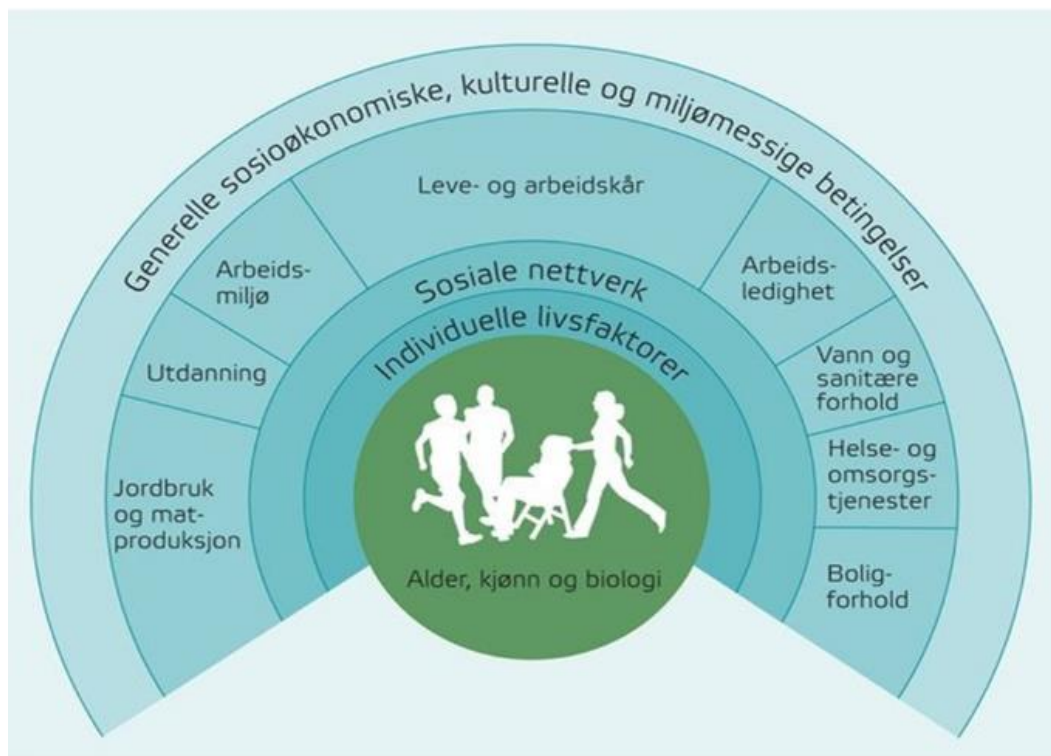 Generelle sosioøkonomiske, kulturelle og miljømessige betingelser
Leve- og arbeidskår
Arbeids-
miljø
Arbeids-
ledighet
Sosiale nettverk
Individuelle livsfaktorer
Utdanning
Vann og
sanitære
forhold
Jordbruk
og mat-
produksjon
Helse- og
omsorgs-
tjenester
Bolig-
forhold
Alder, kjønn og biologi